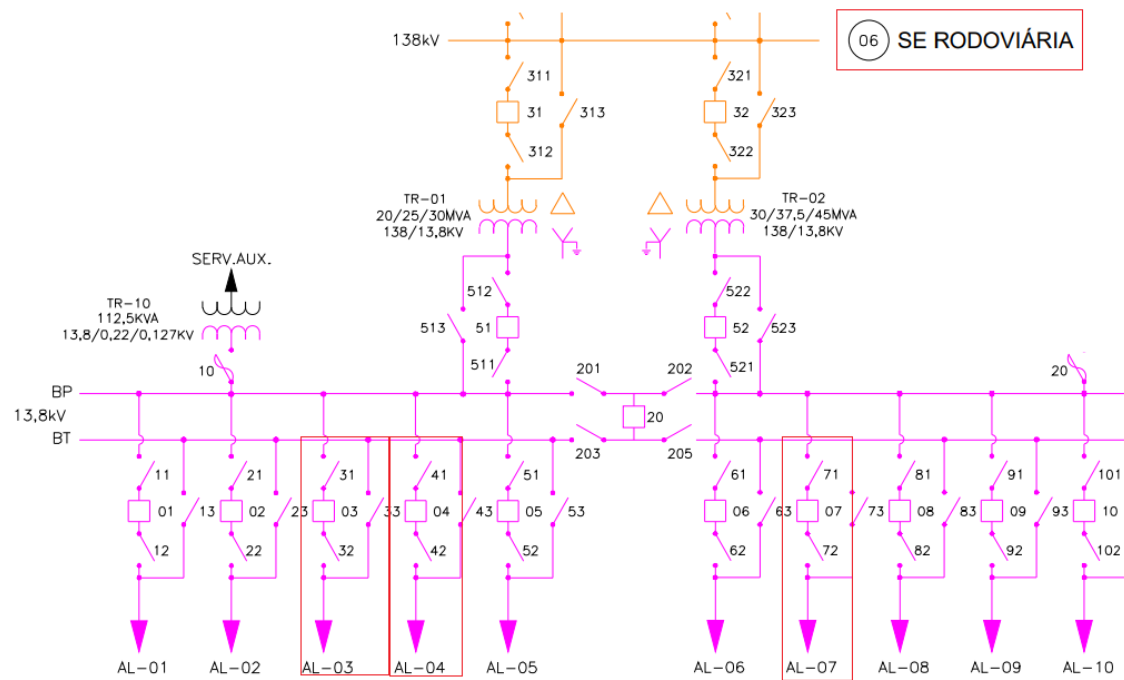 138kV
06 SE RODOVIÁRIA
311
321
31
313
32
323
312
322
TR-01
20/25/30MVA
138/13,8KV
TR-02
30/37,5/45MVA
138/13,8KV
SERV.AUX.
TR-10
112,5KVA
13,8/0,22/0,127KV
512
522
513
51
52
523
511
521
10
201
202
20
BP
20
13,8kV
BT
203
205
11
21
31
41
51
61
71
81
91
101
01
13
02
23
03
33
04
43
05
53
06
63
07
73
08
83
09
93
10
12
22
32
42
52
62
72
82
92
102
AL-01
AL-02
AL-03
AL-04
AL-05
AL-06
AL-07
AL-08
AL-09
AL-10